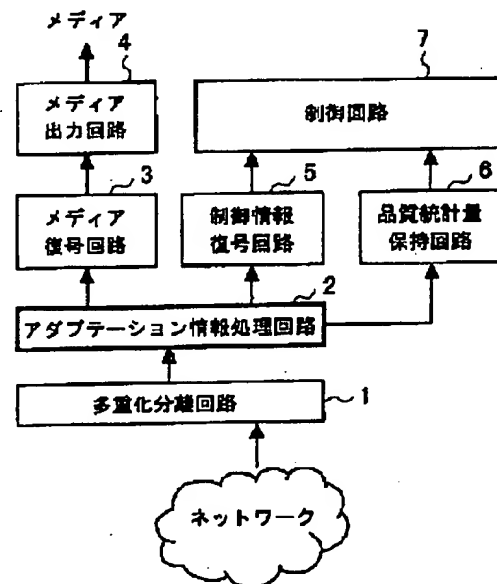 メディア
4
7
メディア
出力回路
制御回路
3
5
6
メディア
復号回路
制御情報
復号回路
品質統計量
保持回路
2
アダプテーション情報処理回路
多重化分離回路
1
ネットワーク